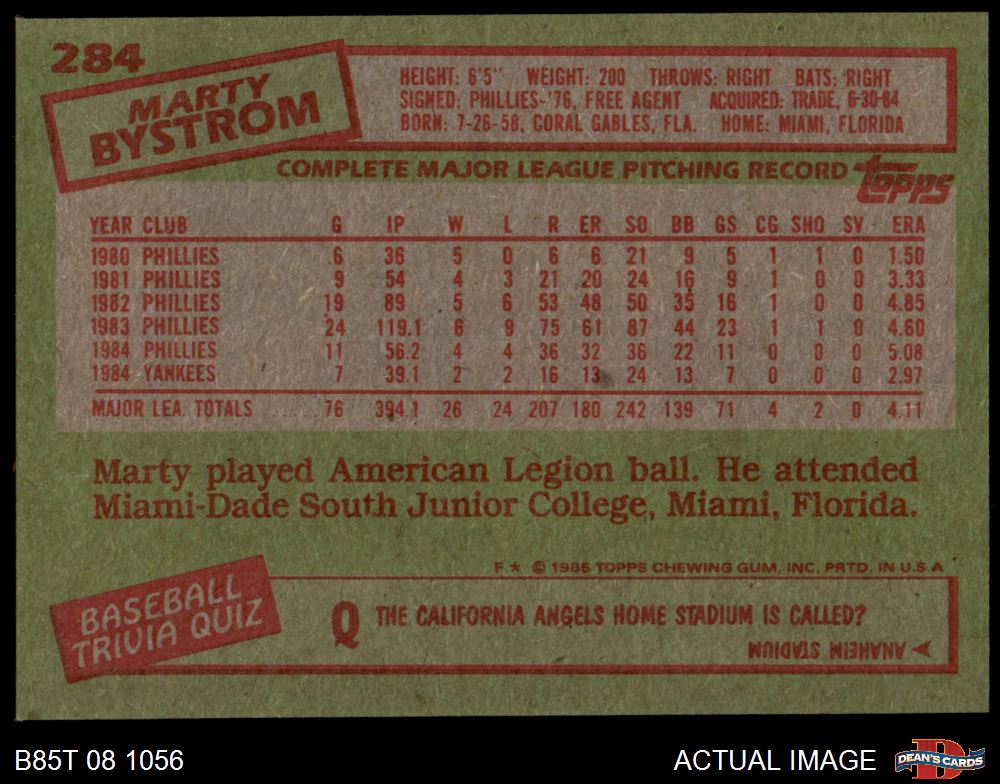 284
MARTY
BYSTROM
HEIGHT: 6'5" WEIGHT: 200 THROWS: RIGHT BATS: RIGHT
SIGNED: PHILLIES-'76, FREE AGENT ACQUIRED: TRADE, 6-30-84
BORN: 7-26-58, CORAL GABLES, FLA. HOME: MIAMI, FLORIDA
COMPLETE MAJOR LEAGUE PITCHING RECORD topps
YEAR CLUB G IP W L R ER SO BB GS CG SHO SV ERA
1980 PHILLIES 6 36 5 0 6 6 21 9 5 1 1 0 1.50
1981 PHILLIES 9 54 4 3 21 20 24 16 9 1 0 0 3.33
1982 PHILLIES 19 89 5 6 53 48 50 35 16 1 0 0 4.85
1983 PHILLIES 24 119.1 6 9 75 61 87 44 23 1 1 0 4.60
1984 PHILLIES 11 56.2 4 4 36 32 36 22 11 0 0 0 5.08
1984 YANKEES 7 39.1 2 2 16 13 24 13 7 0 0 0 2.97
MAJOR LEA. TOTALS ...... 76 394.1 26 24 207 180 242 139 71 4 2 0 4.11
Marty played American Legion ball. He attended
Miami-Dade South Junior College, Miami, Florida.
F * © 1985 TOPPS CHEWING GUM, INC. PRTD. IN U.S.A
BASEBALL
TRIVIA QUIZ
Q THE CALIFORNIA ANGELS HOME STADIUM IS CALLED?
ANAHEIM STADIUM
B85T 08 1056
ACTUAL IMAGE
D
DEAN'S CARDS